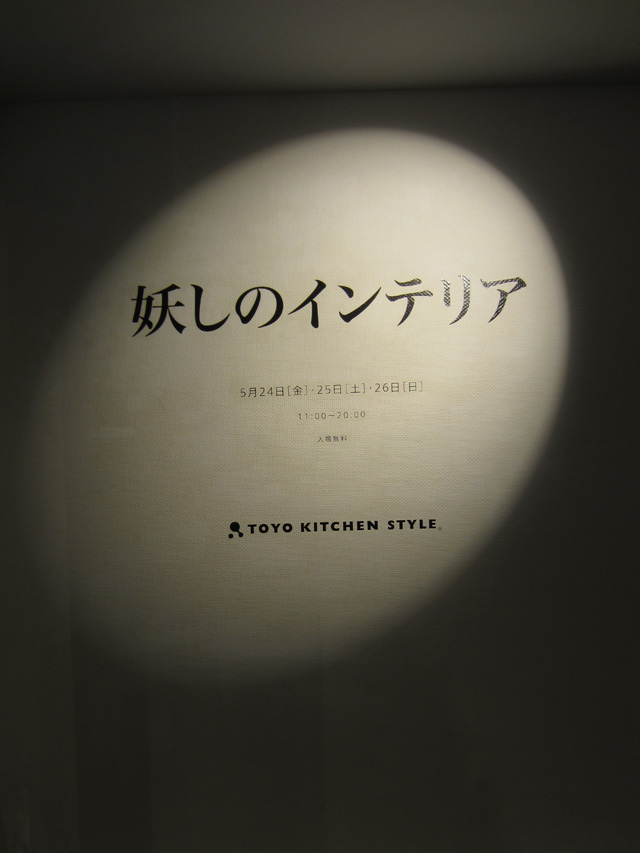 妖しのインテリア
5月24日[金]・25日[土]・26日[日]
11:00〜20:00
入場無料
TOYO KITCHEN STYLE®